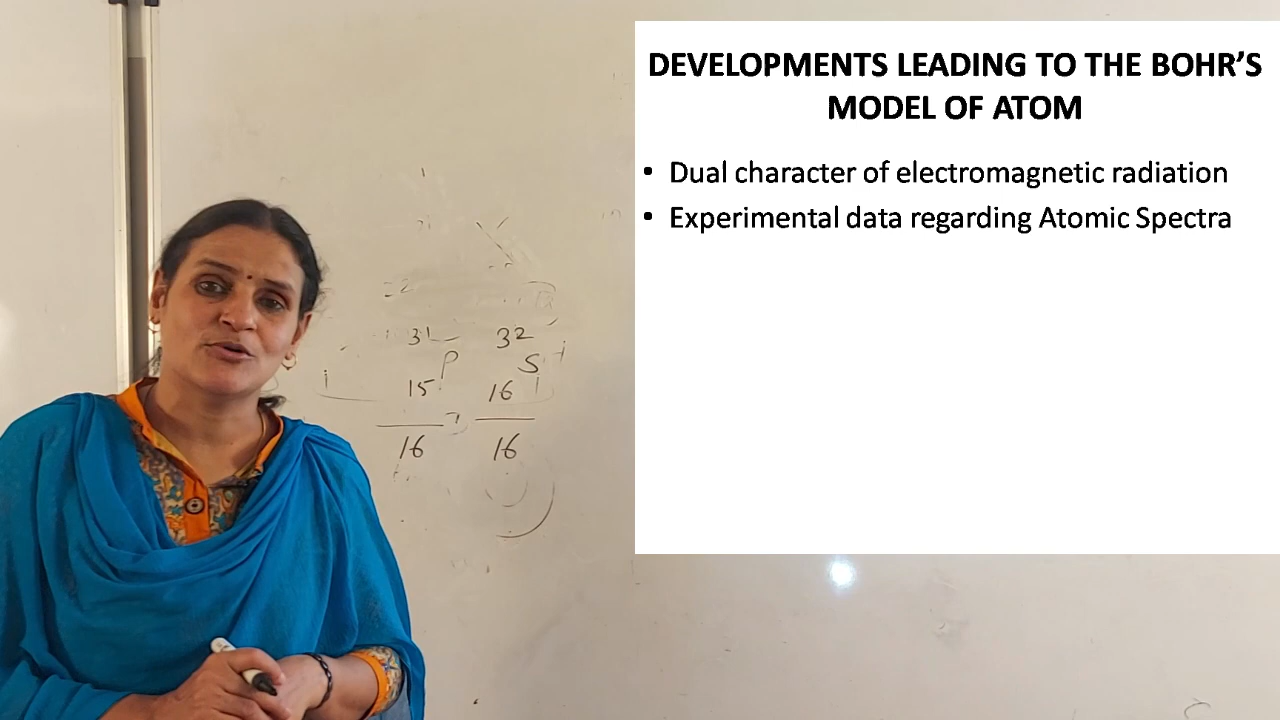 DEVELOPMENTS LEADING TO THE BOHR’S
MODEL OF ATOM
• Dual character of electromagnetic radiation
• Experimental data regarding Atomic Spectra
31 32
P S
15 16
16 16